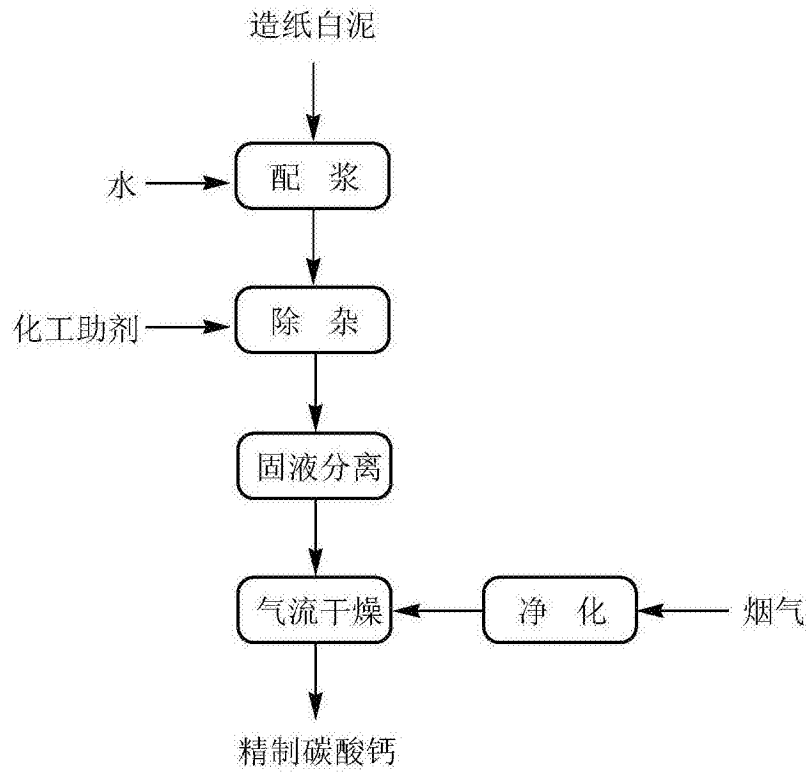 造纸白泥
水
配 浆
化工助剂
除 杂
固液分离
气流干燥
净 化
烟气
精制碳酸钙